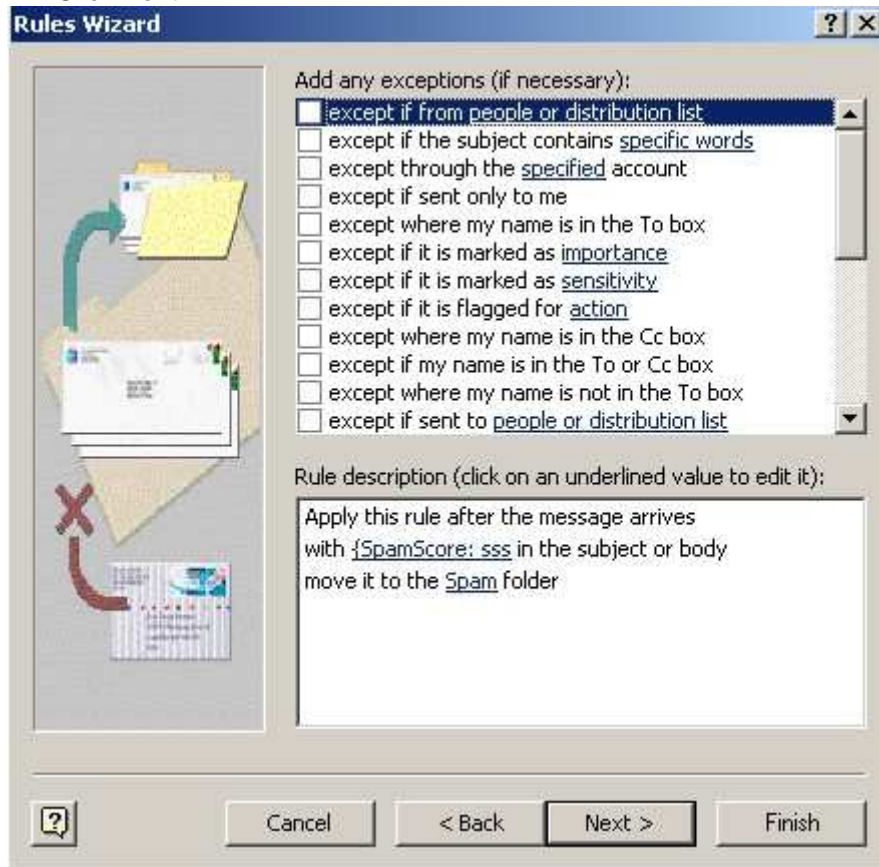 Rules Wizard
Add any exceptions (if necessary):
except if from people or distribution list
except if the subject contains specific words
except through the specified account
except if sent only to me
except where my name is in the To box
except if it is marked as importance
except if it is marked as sensitivity
except if it is flagged for action
except where my name is in the Cc box
except if my name is in the To or Cc box
except where my name is not in the To box
except if sent to people or distribution list
Rule description (click on an underlined value to edit it):
Apply this rule after the message arrives
with {SpamScore: sss in the subject or body
move it to the Spam folder
Cancel < Back Next > Finish